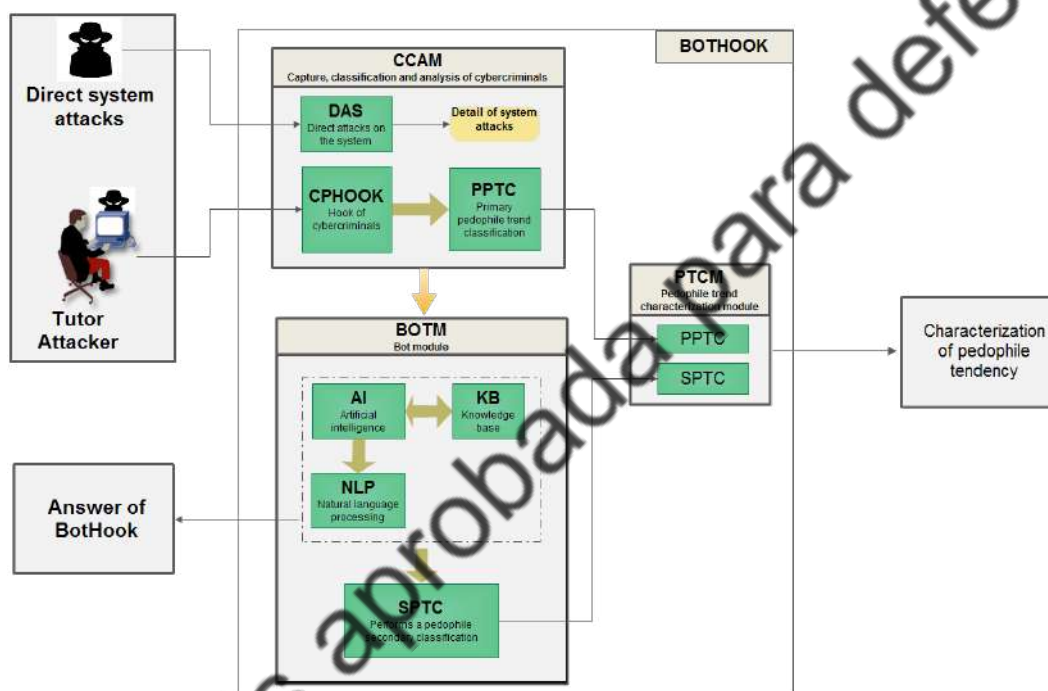 Direct system
attacks
Tutor
Attacker
BOTHOOK
CCAM
Capture, classification and analysis of cybercriminals
DAS
Direct attacks on
the system
Detail of system
attacks
CPHOOK
Hook of
cybercriminals
PPTC
Primary
pedophile trend
classification
PTCM
Pedophile trend
characterization module
PPTC
SPTC
Characterization
of pedophile
tendency
BOTM
Bot module
AI
Artificial
intelligence
KB
Knowledge
base
NLP
Natural language
processing
SPTC
Performs a pedophile
secondary classification
Answer of
BotHook
aprobada para defe